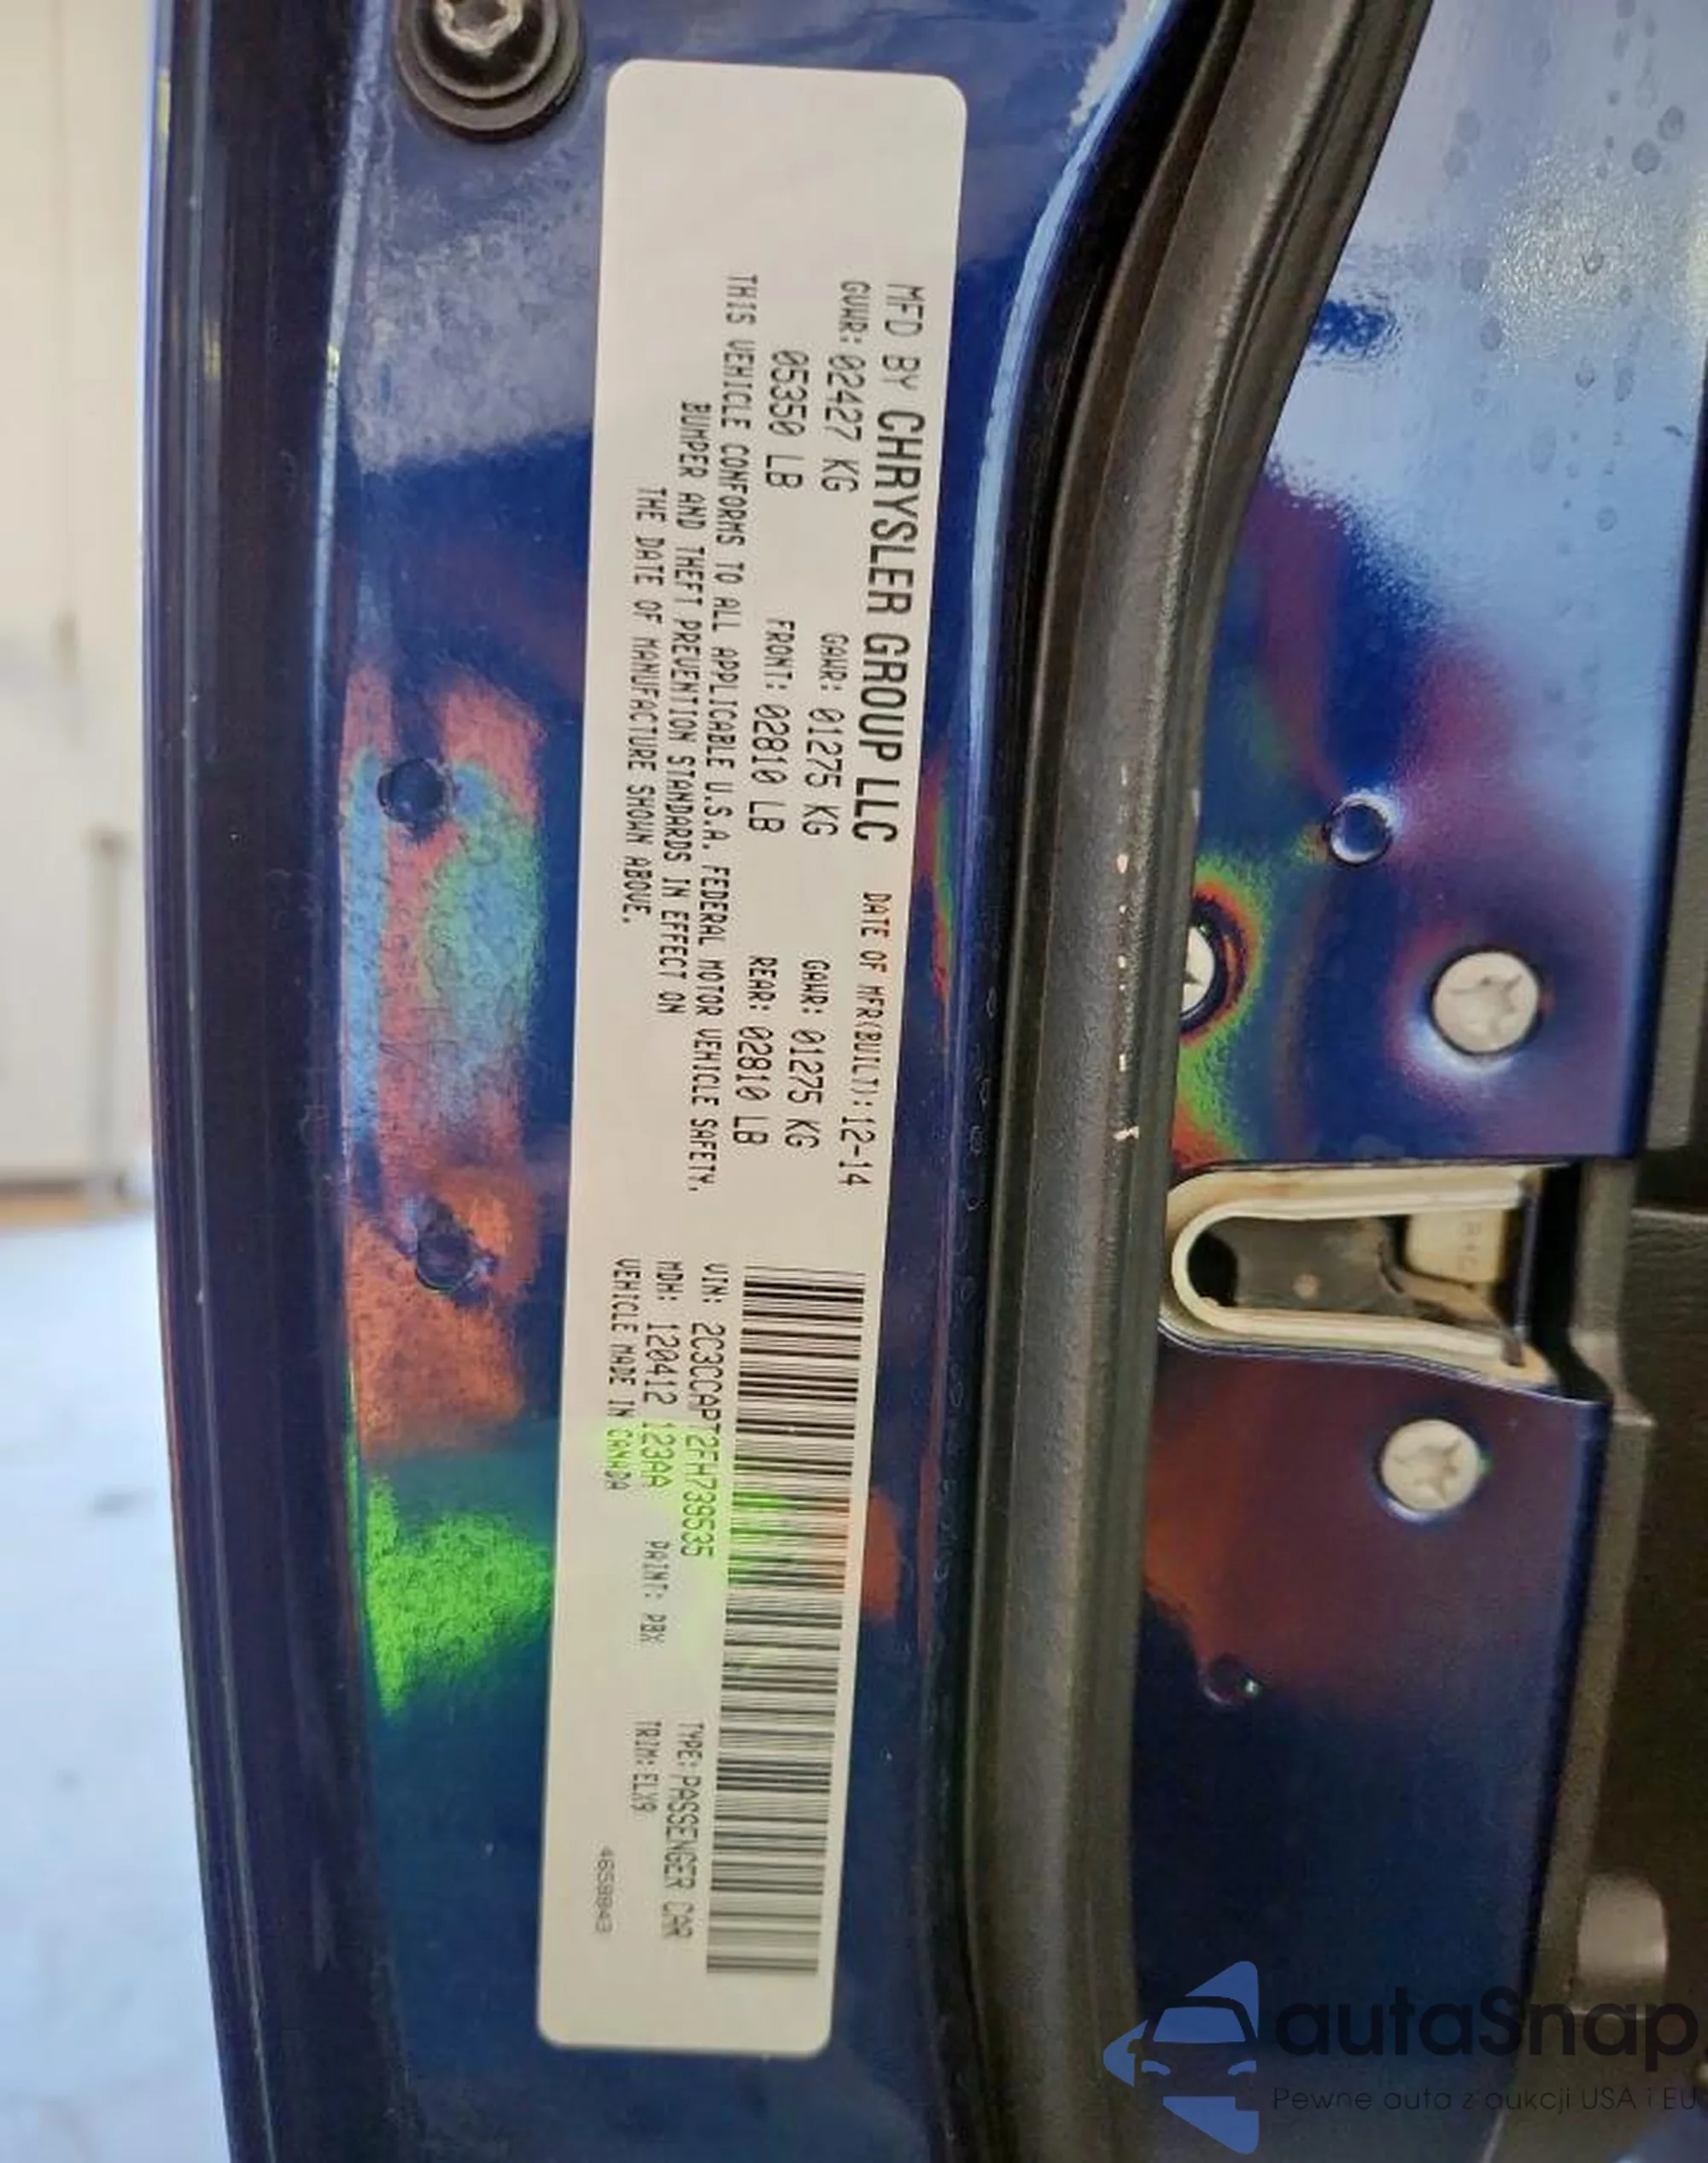 MFD BY CHRYSLER GROUP LLC DATE OF MFR(BUILT):12-14
GVWR:02427 KG GAWR: 01275 KG GAWR: 01275 KG
05350 LB FRONT: 02810 LB REAR: 02810 LB
THIS VEHICLE CONFORMS TO ALL APPLICABLE U.S.A. FEDERAL MOTOR VEHICLE SAFETY,
BUMPER AND THEFT PREVENTION STANDARDS IN EFFECT ON
THE DATE OF MANUFACTURE SHOWN ABOVE.
VIN: 2C3CCAPT2FH739535 TYPE:PASSENGER CAR
MDH: 120412 123AA PAINT: PBX TRIM:ELX9
VEHICLE MADE IN CANADA 4658843
autaSnap.
Pewne auta z aukcji USA i EU